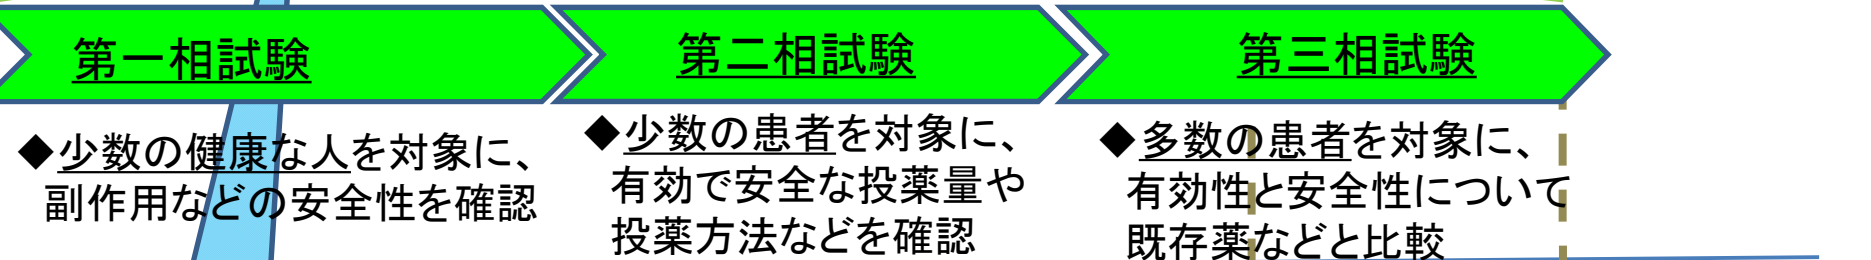 第一相試験
◆少数の健康な人を対象に、
副作用などの安全性を確認
第二相試験
◆少数の患者を対象に、
有効で安全な投薬量や
投薬方法などを確認
第三相試験
◆多数の患者を対象に、
有効性と安全性について
既存薬などと比較